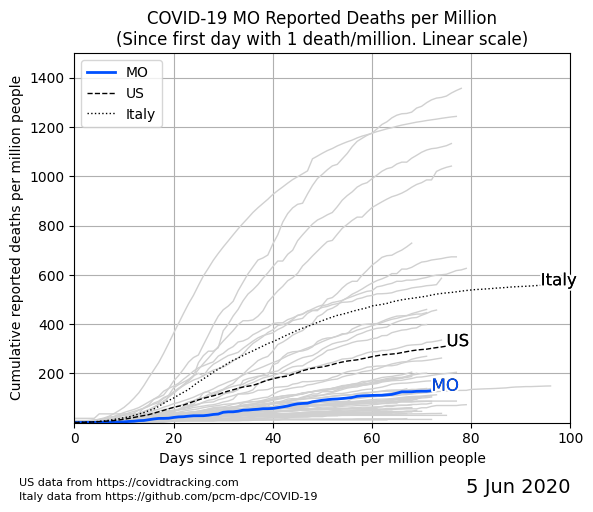 COVID-19 MO Reported Deaths per Million
(Since first day with 1 death/million. Linear scale)
Cumulative reported deaths per million people
1400
1200
1000
800
600
400
200
MO
US
Italy
Italy
US
MO
0
20
40
60
80
100
Days since 1 reported death per million people
US data from https://covidtracking.com
Italy data from https://github.com/pcm-dpc/COVID-19
5 Jun 2020